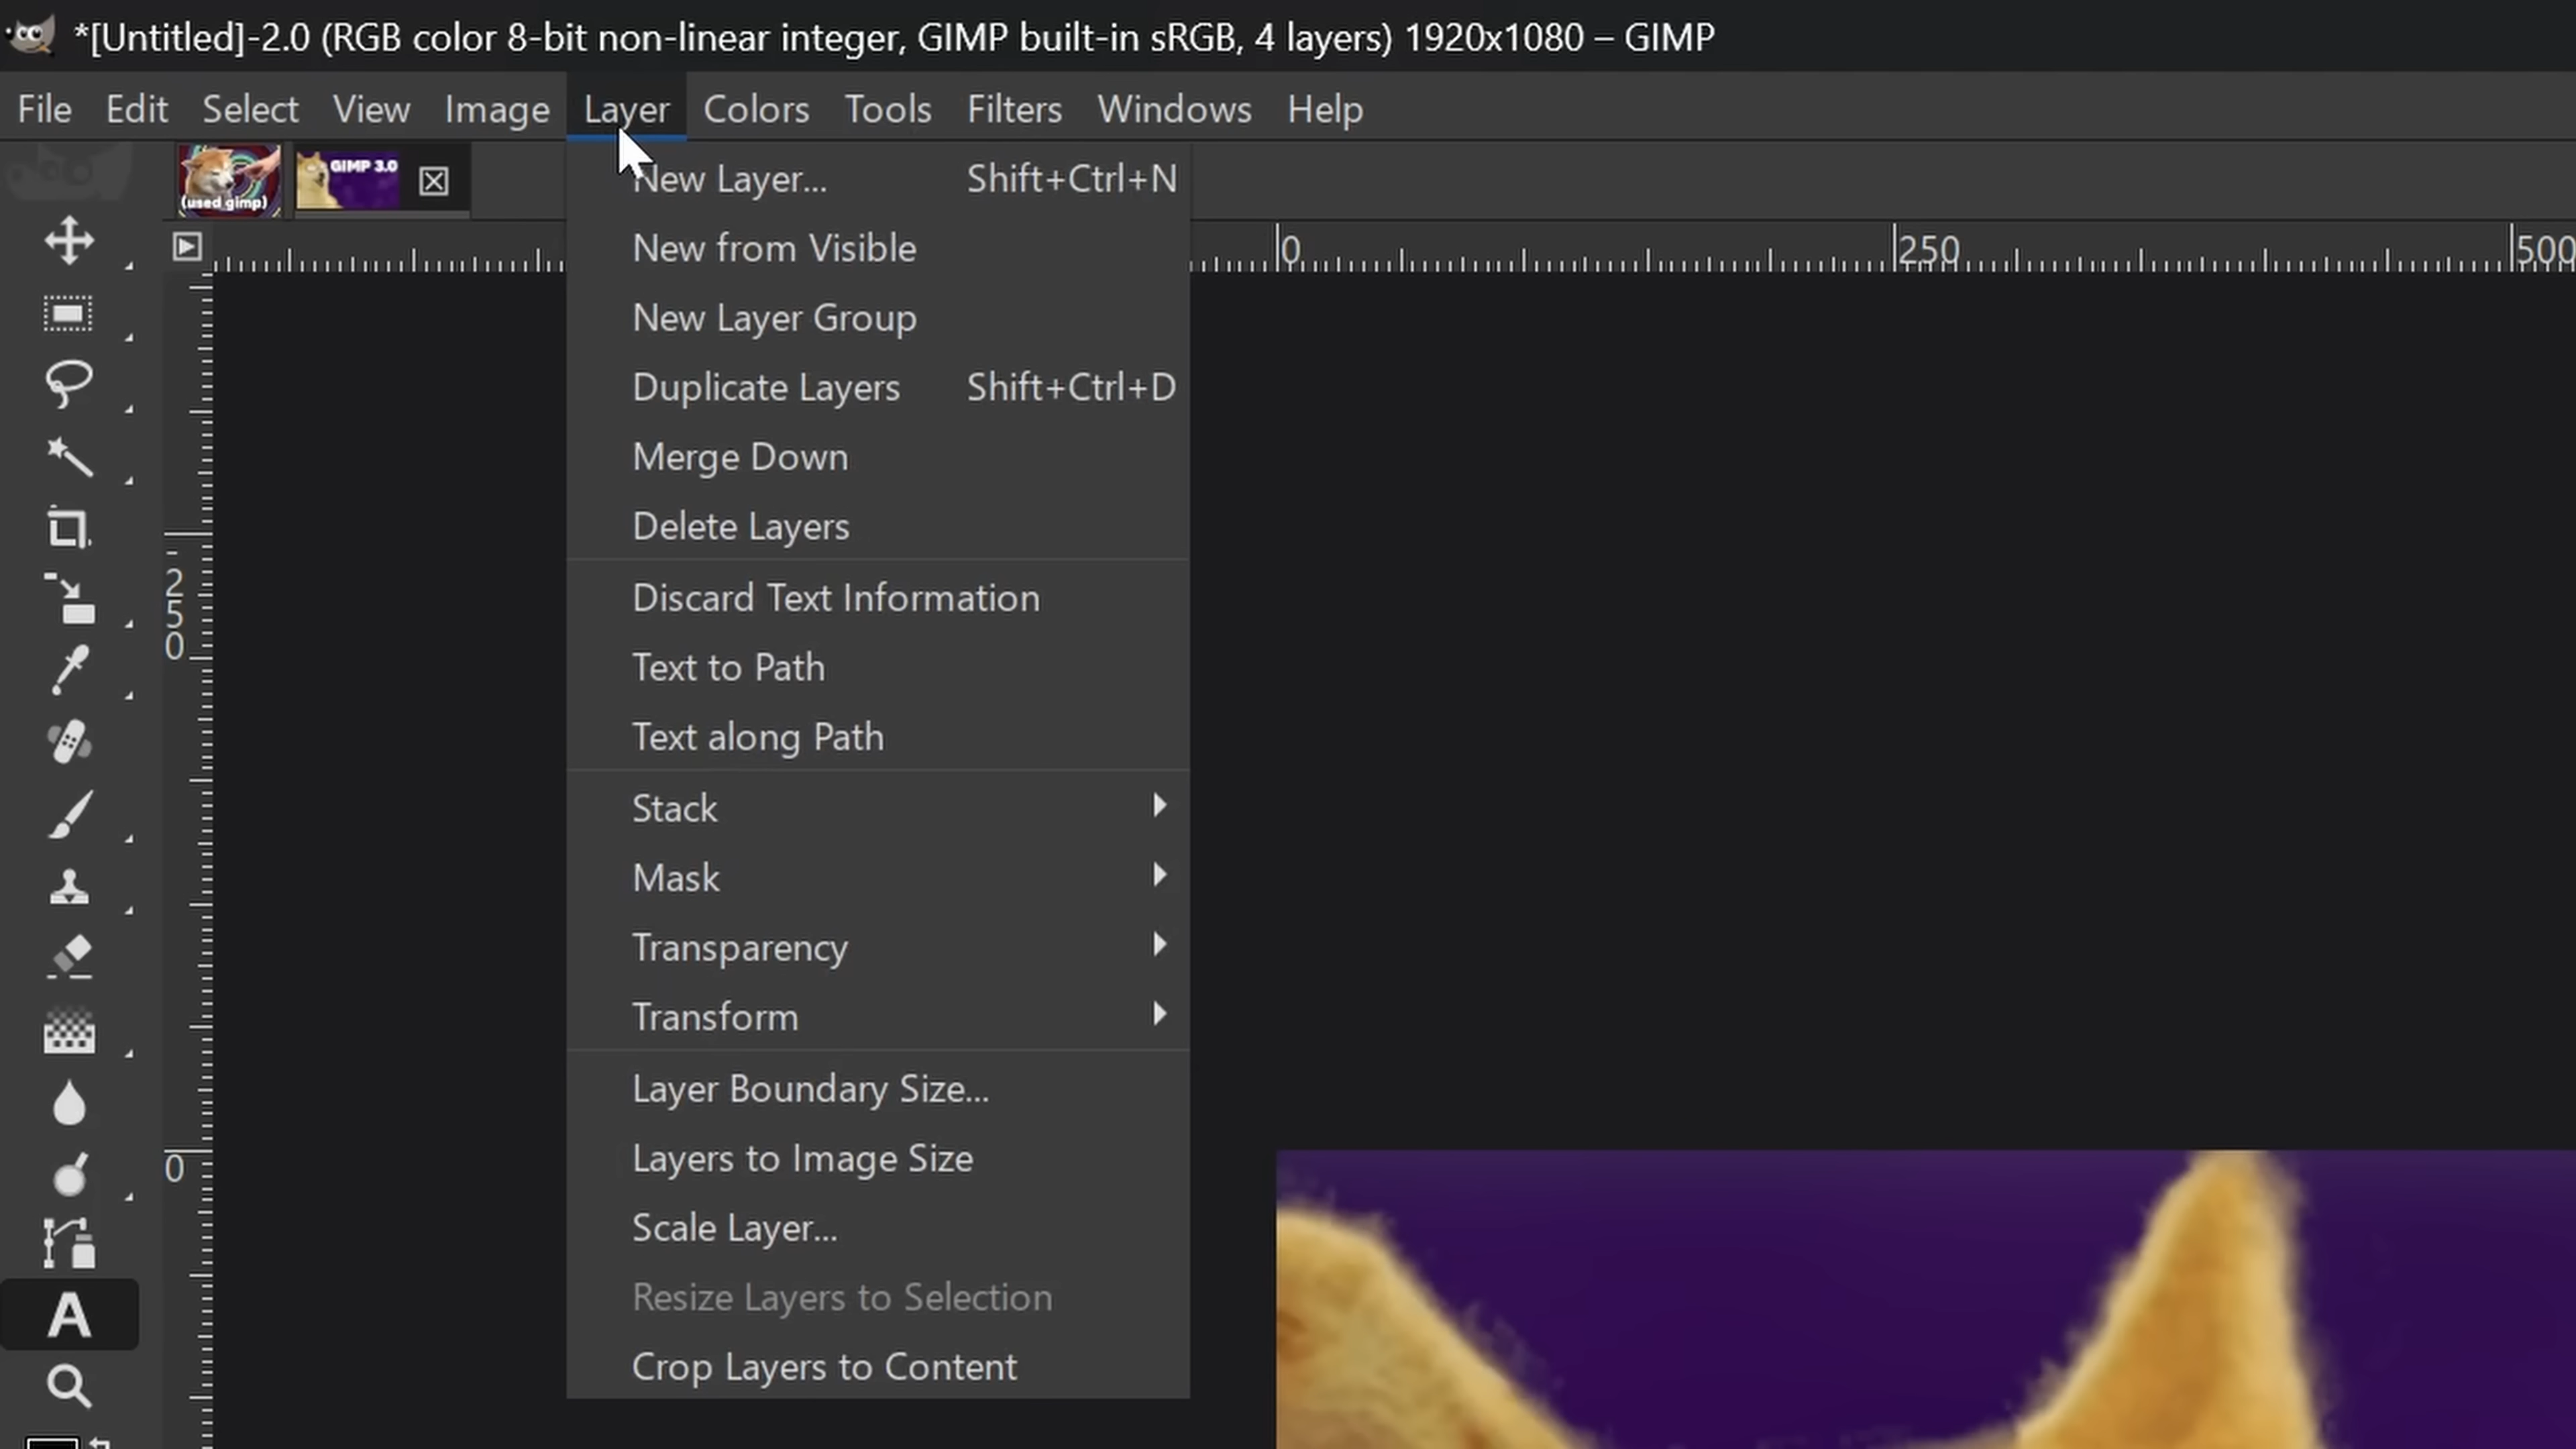 *[Untitled]-2.0 (RGB color 8-bit non-linear integer, GIMP built-in sRGB, 4 layers) 1920x1080 – GIMP
File Edit Select View Image Layer Colors Tools Filters Windows Help
(used gimp)
GIMP 3.0
New Layer... Shift+Ctrl+N
New from Visible
New Layer Group
Duplicate Layers Shift+Ctrl+D
Merge Down
Delete Layers
Discard Text Information
Text to Path
Text along Path
Stack
Mask
Transparency
Transform
Layer Boundary Size...
Layers to Image Size
Scale Layer...
Resize Layers to Selection
Crop Layers to Content
0 250 500
-250
0
A